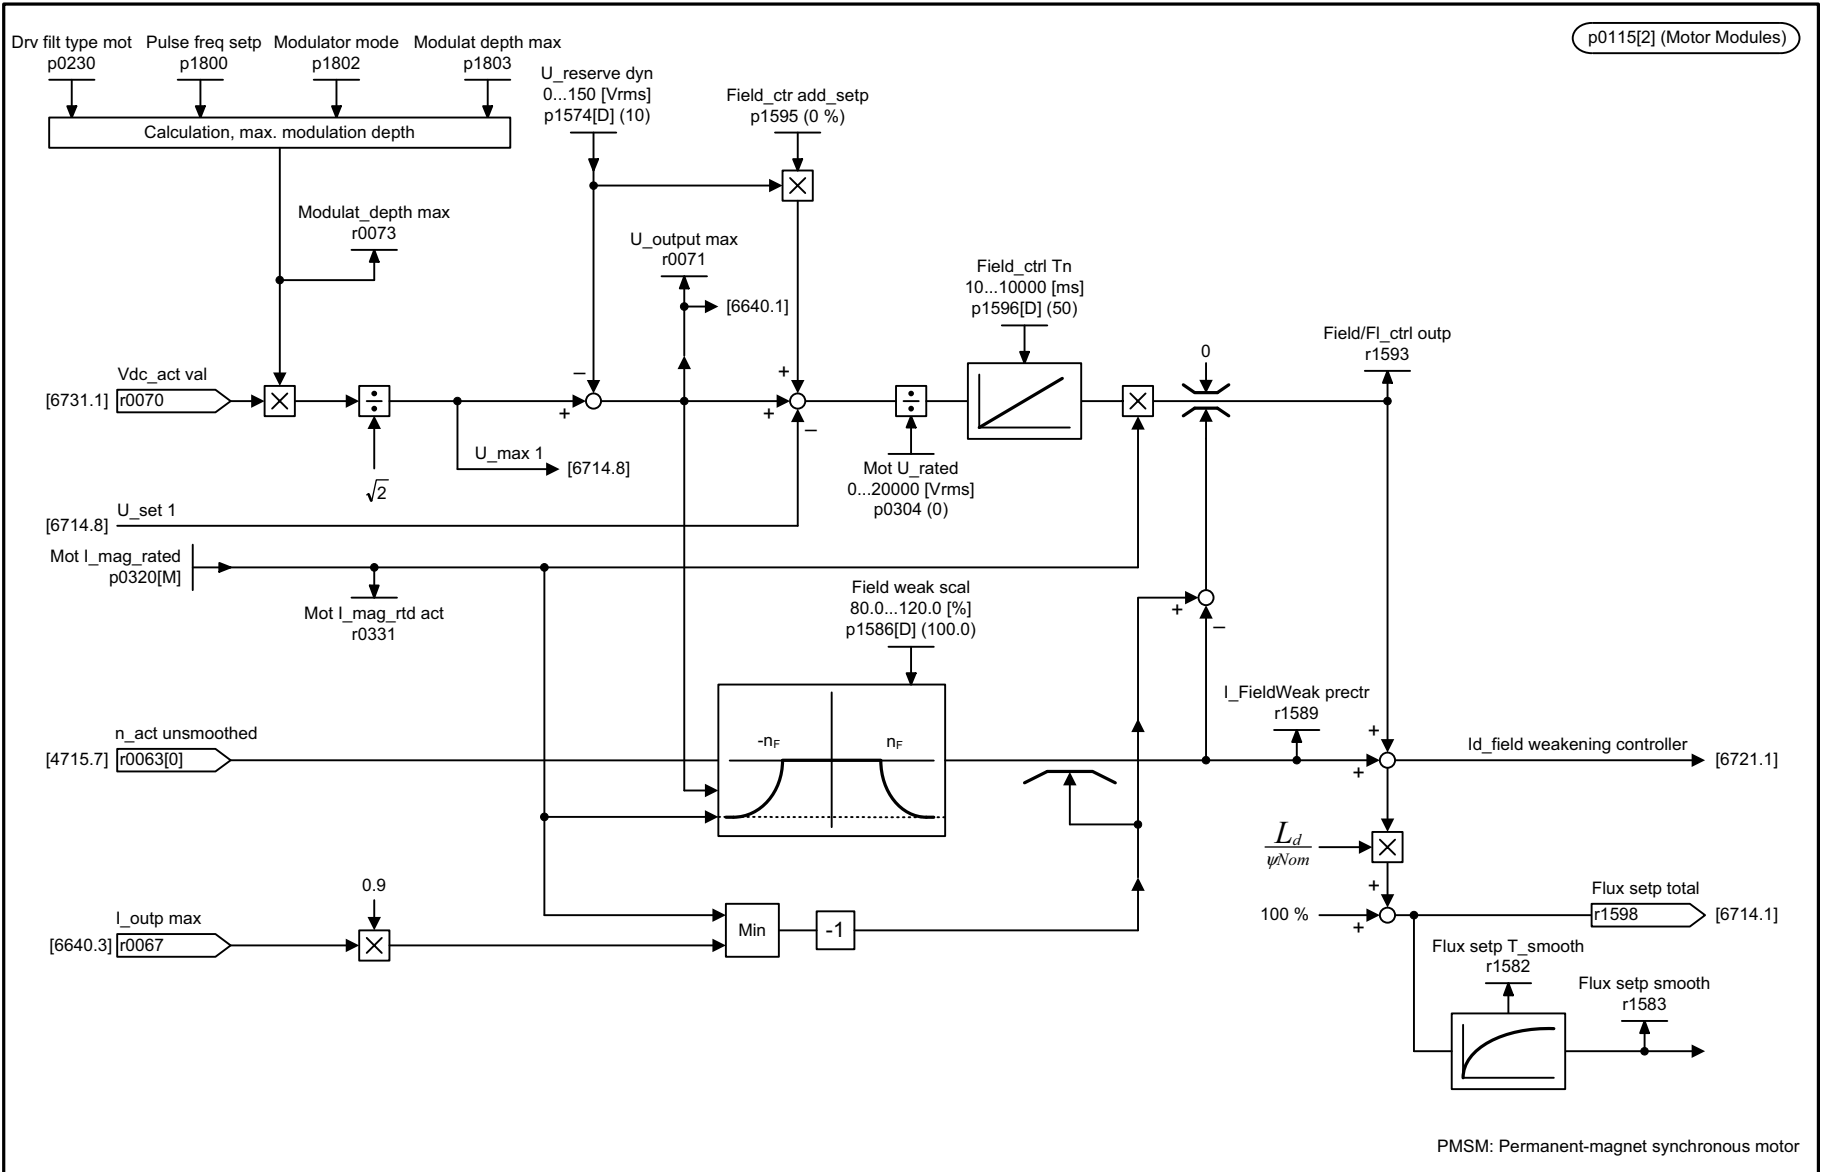 p0115[2] (Motor Modules)
Drv filt type mot
p0230
Pulse freq setp
p1800
Modulator mode
p1802
Modulat depth max
p1803
Calculation, max. modulation depth
U_reserve dyn
0...150 [Vrms]
p1574[D] (10)
Field_ctr add_setp
p1595 (0 %)
×
Modulat_depth max
r0073
U_output max
r0071
[6640.1]
Field_ctrl Tn
10...10000 [ms]
p1596[D] (50)
0
Field/Fl_ctrl outp
r1593
Vdc_act val
[6731.1]
r0070
×
÷
–
+
+
+
–
÷
×
√2
U_max 1
[6714.8]
Mot U_rated
0...20000 [Vrms]
p0304 (0)
[6714.8]
U_set 1
Mot I_mag_rated
p0320[M]
Mot I_mag_rtd act
r0331
Field weak scal
80.0...120.0 [%]
p1586[D] (100.0)
+
–
n_act unsmoothed
[4715.7]
r0063[0]
-nF
nF
I_FieldWeak prectr
r1589
+
+
Id_field weakening controller
[6721.1]
Ld
ψNom
×
0.9
I_outp max
[6640.3]
r0067
×
Min
-1
100 %
+
+
Flux setp total
r1598
[6714.1]
Flux setp T_smooth
r1582
Flux setp smooth
r1583
PMSM: Permanent-magnet synchronous motor